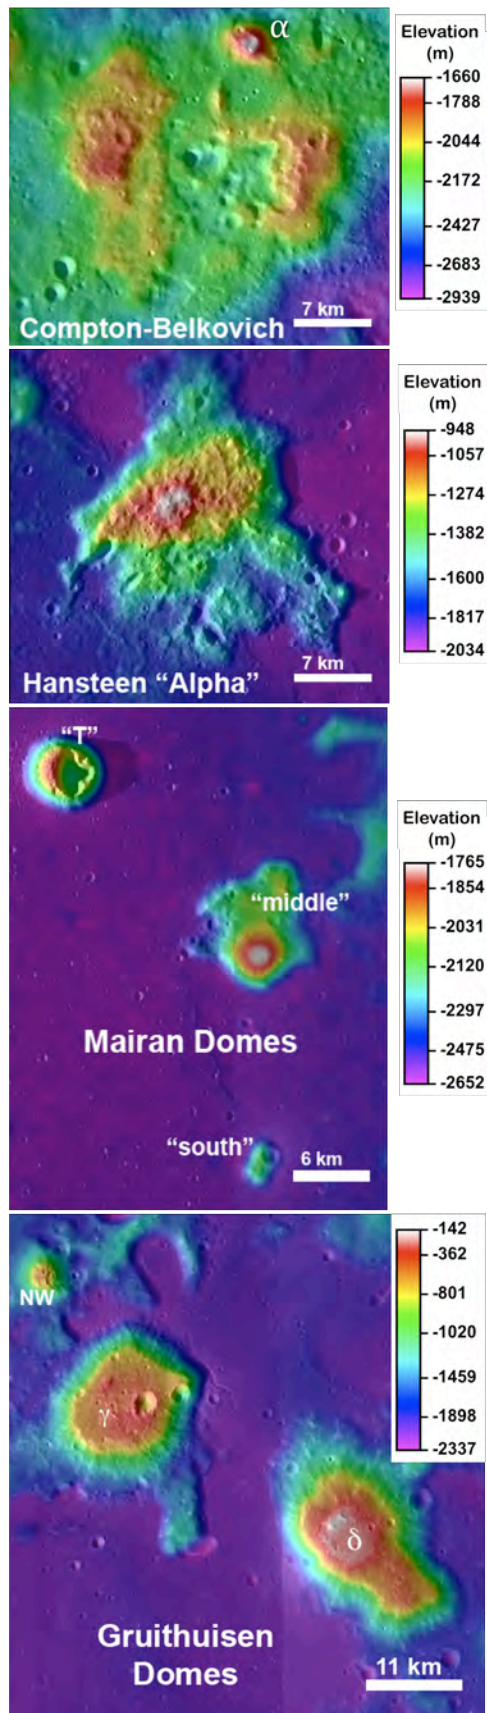 α
Elevation
(m)
-1660
-1788
-2044
-2172
-2427
-2683
-2939
7 km
Compton-Belkovich
Elevation
(m)
-948
-1057
-1274
-1382
-1600
-1817
-2034
7 km
Hansteen “Alpha”
“T”
“middle”
Mairan Domes
“south”
6 km
Elevation
(m)
-1765
-1854
-2031
-2120
-2297
-2475
-2652
-142
-362
-801
-1020
-1459
-1898
-2337
NW
γ
δ
Gruithuisen
Domes
11 km